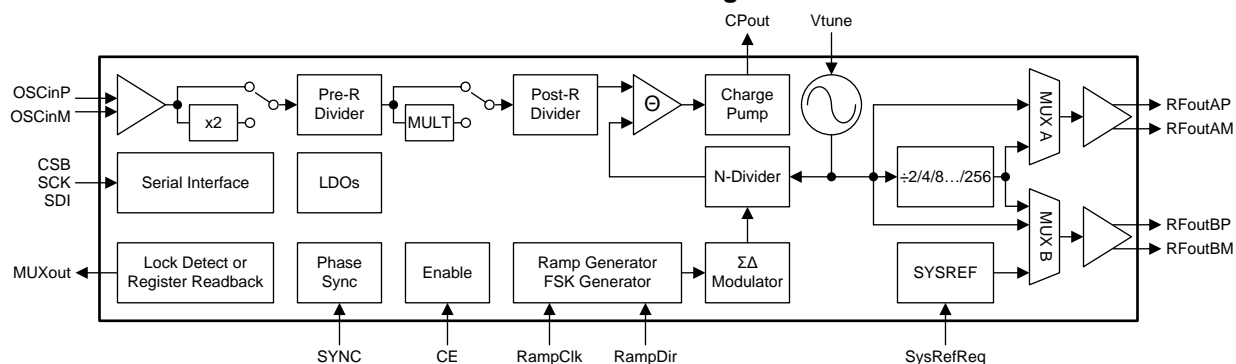 CPout
Vtune
OSCinP
OSCinM
x2
Pre-R
Divider
MULT
Post-R
Divider
Θ
Charge
Pump
MUX A
RFoutAP
RFoutAM
CSB
SCK
SDI
Serial Interface
LDOs
N-Divider
÷2/4/8.../256
MUX B
RFoutBP
RFoutBM
MUXout
Lock Detect or
Register Readback
Phase
Sync
Enable
Ramp Generator
FSK Generator
ΣΔ
Modulator
SYSREF
SYNC
CE
RampClk
RampDir
SysRefReq